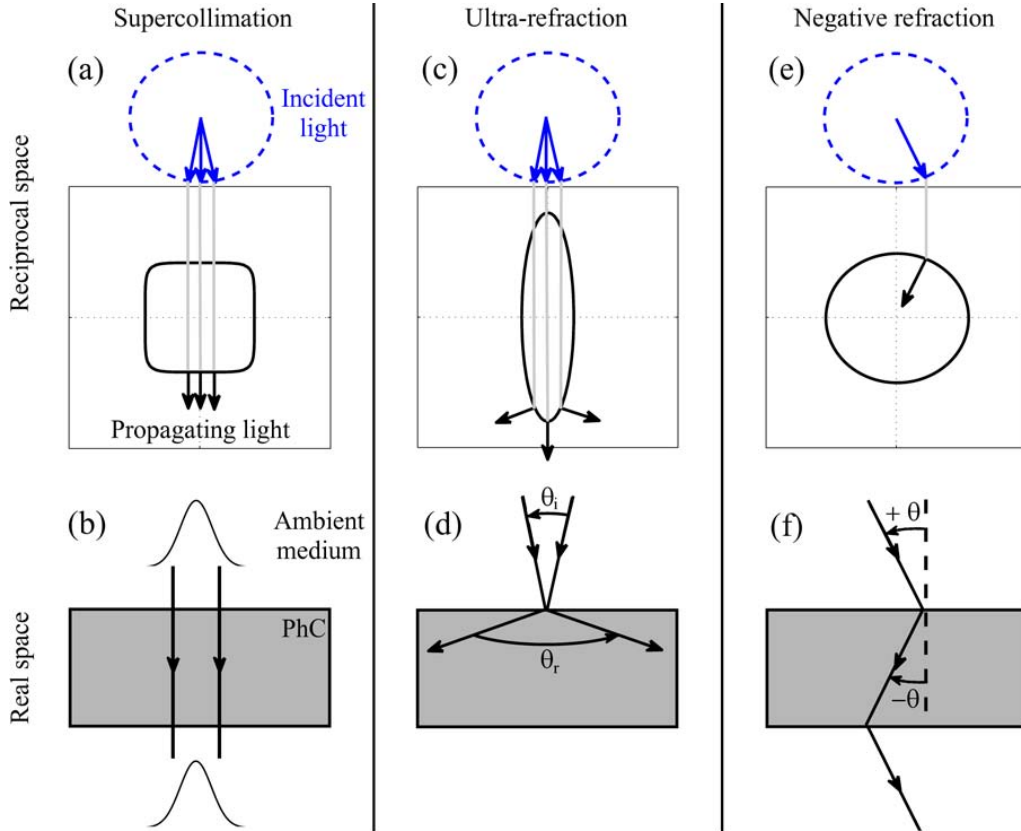 Supercollimation
Ultra-refraction
Negative refraction
Reciprocal space
(a)
Incident
light
Propagating light
(c)
(e)
Real space
(b)
Ambient
medium
PhC
(d)
θi
θr
(f)
+ θ
−θ